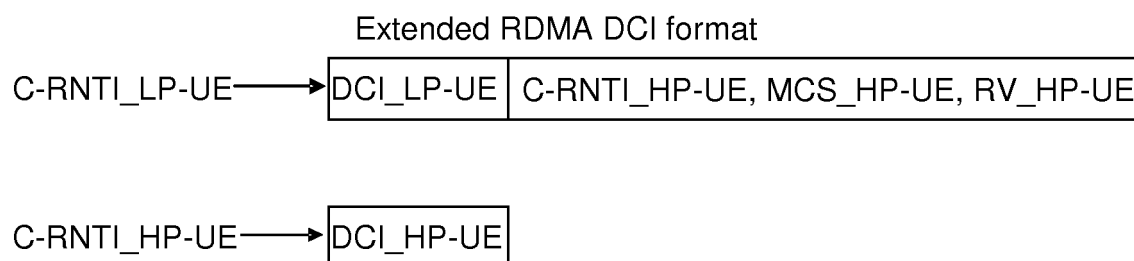 Extended RDMA DCI format
C-RNTI_LP-UE DCI_LP-UE C-RNTI_HP-UE, MCS_HP-UE, RV_HP-UE
C-RNTI_HP-UE DCI_HP-UE